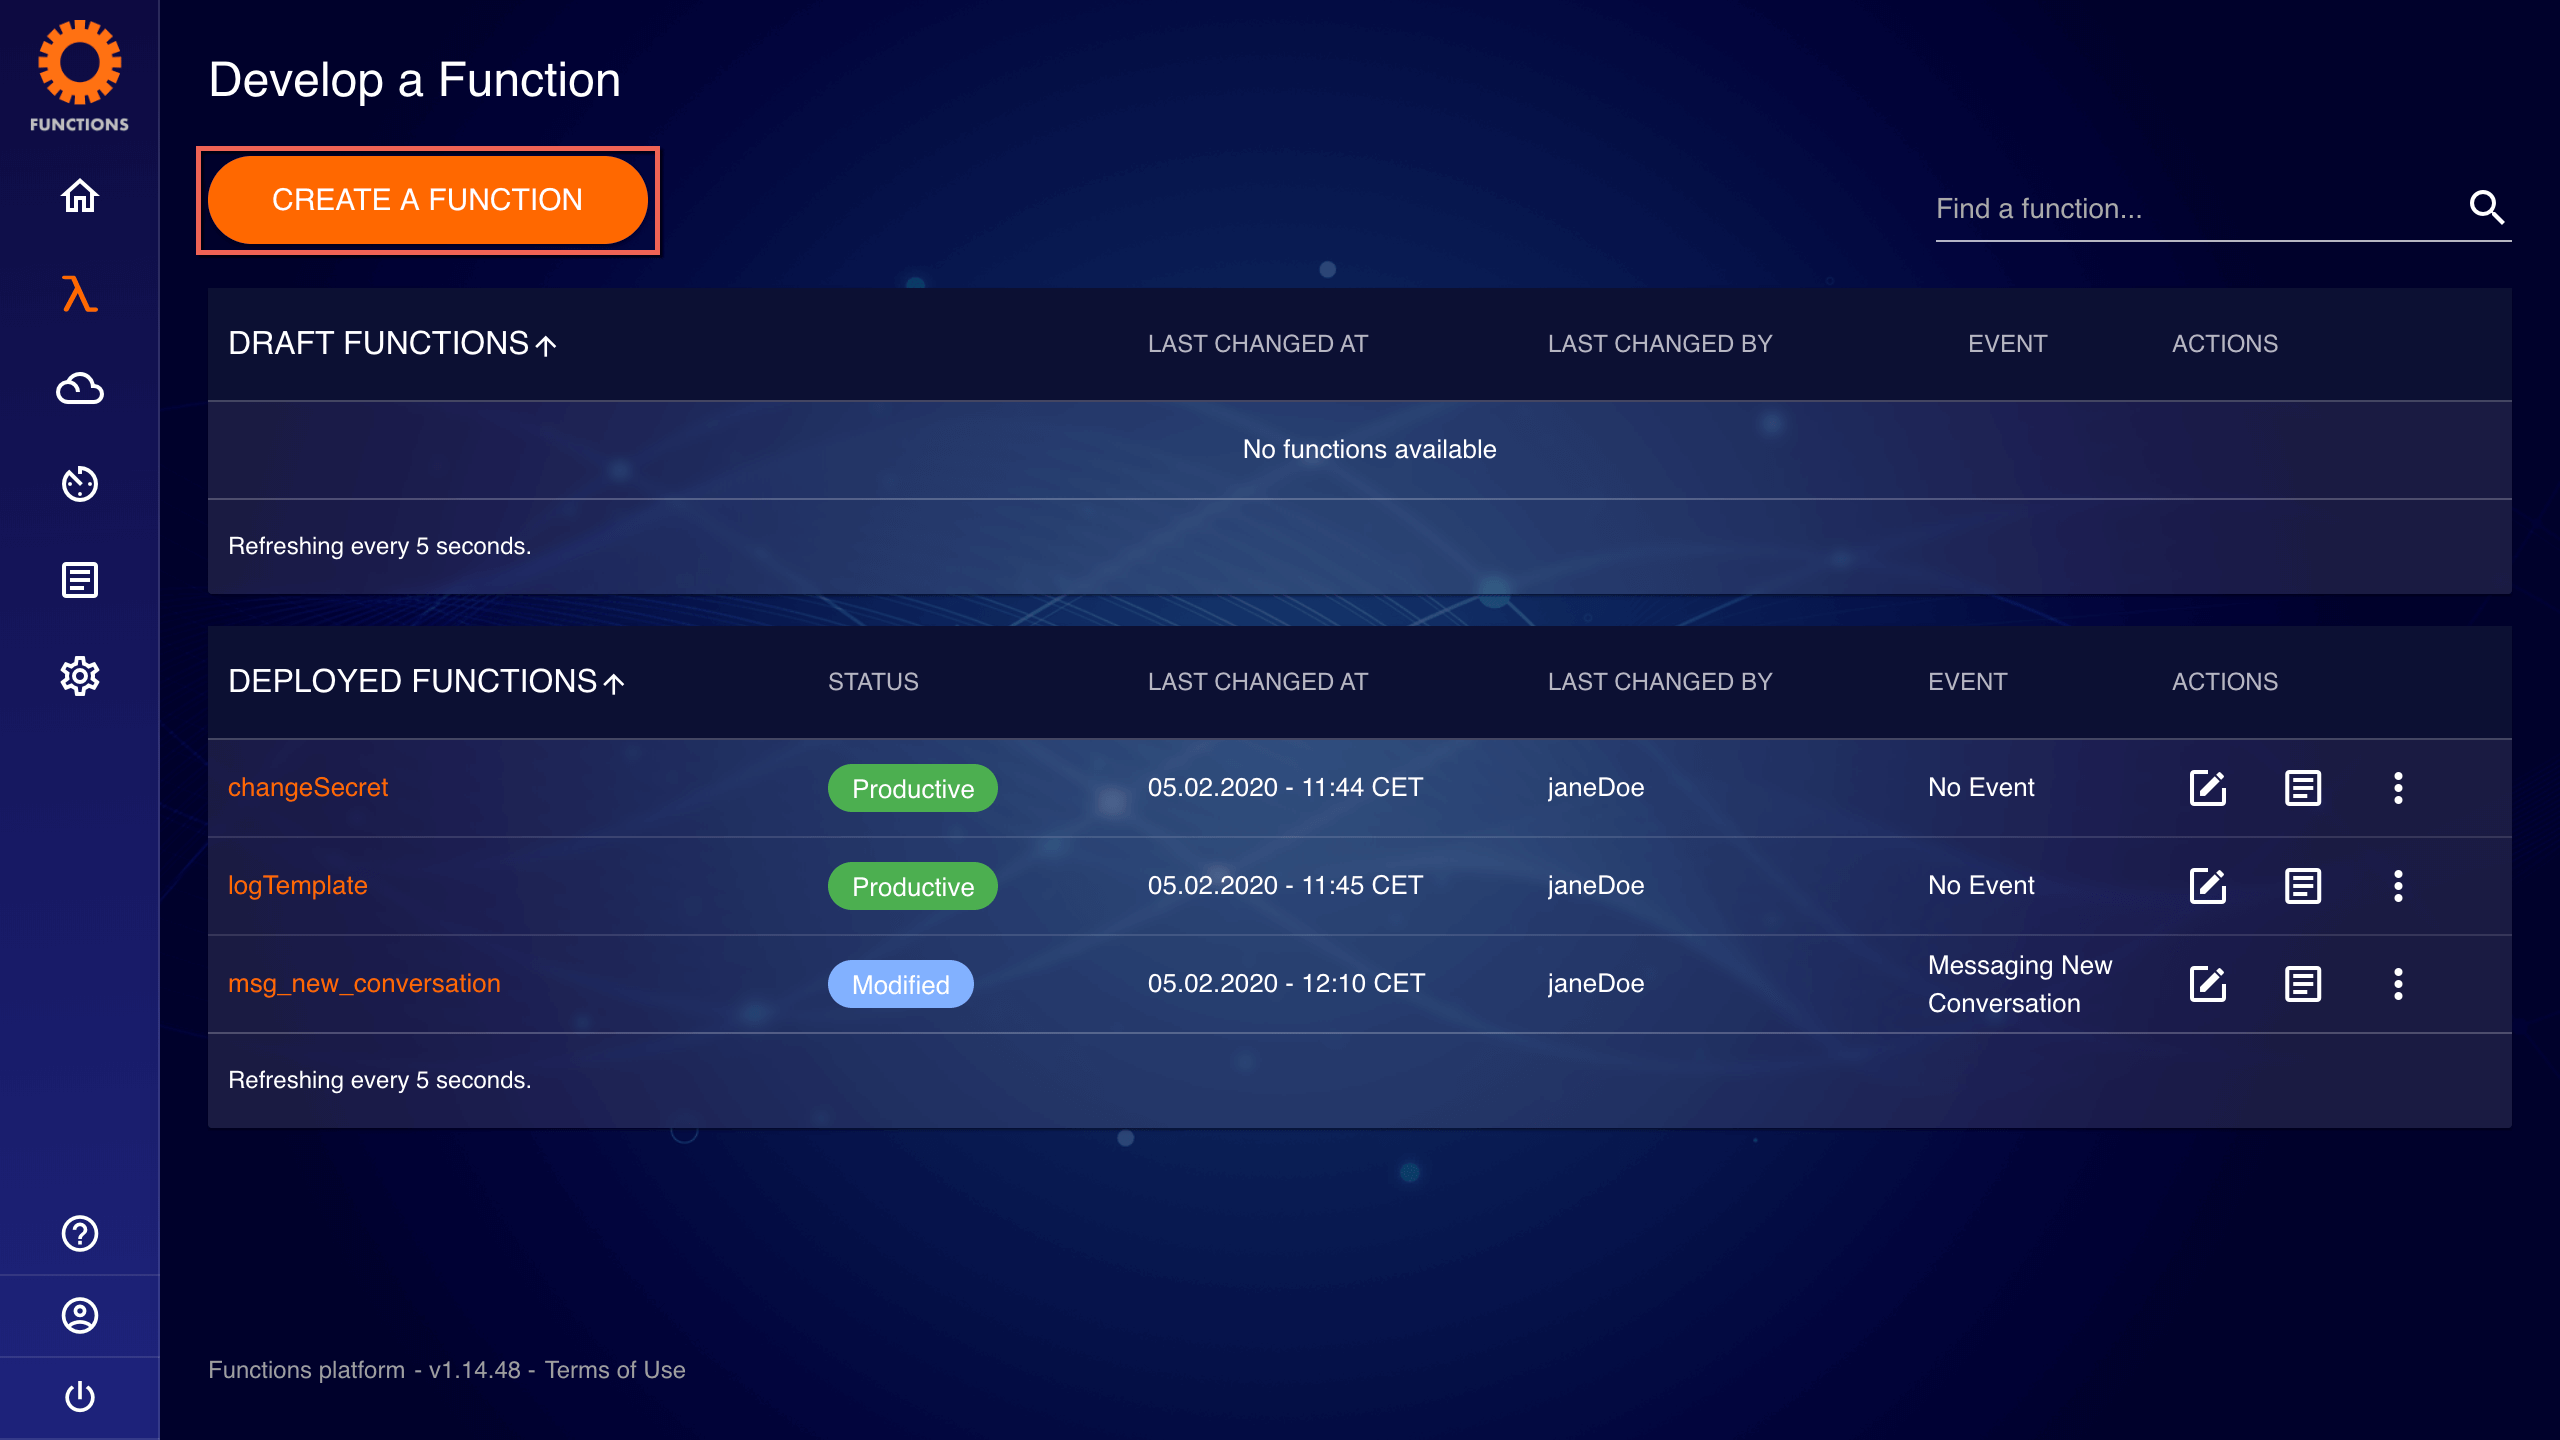 FUNCTIONS
Develop a Function
CREATE A FUNCTION
Find a function...
DRAFT FUNCTIONS LAST CHANGED AT LAST CHANGED BY EVENT ACTIONS
No functions available
Refreshing every 5 seconds.
DEPLOYED FUNCTIONS STATUS LAST CHANGED AT LAST CHANGED BY EVENT ACTIONS
changeSecret Productive 05.02.2020 - 11:44 CET janeDoe No Event
logTemplate Productive 05.02.2020 - 11:45 CET janeDoe No Event
msg_new_conversation Modified 05.02.2020 - 12:10 CET janeDoe Messaging New
Conversation
Refreshing every 5 seconds.
Functions platform - v1.14.48 - Terms of Use